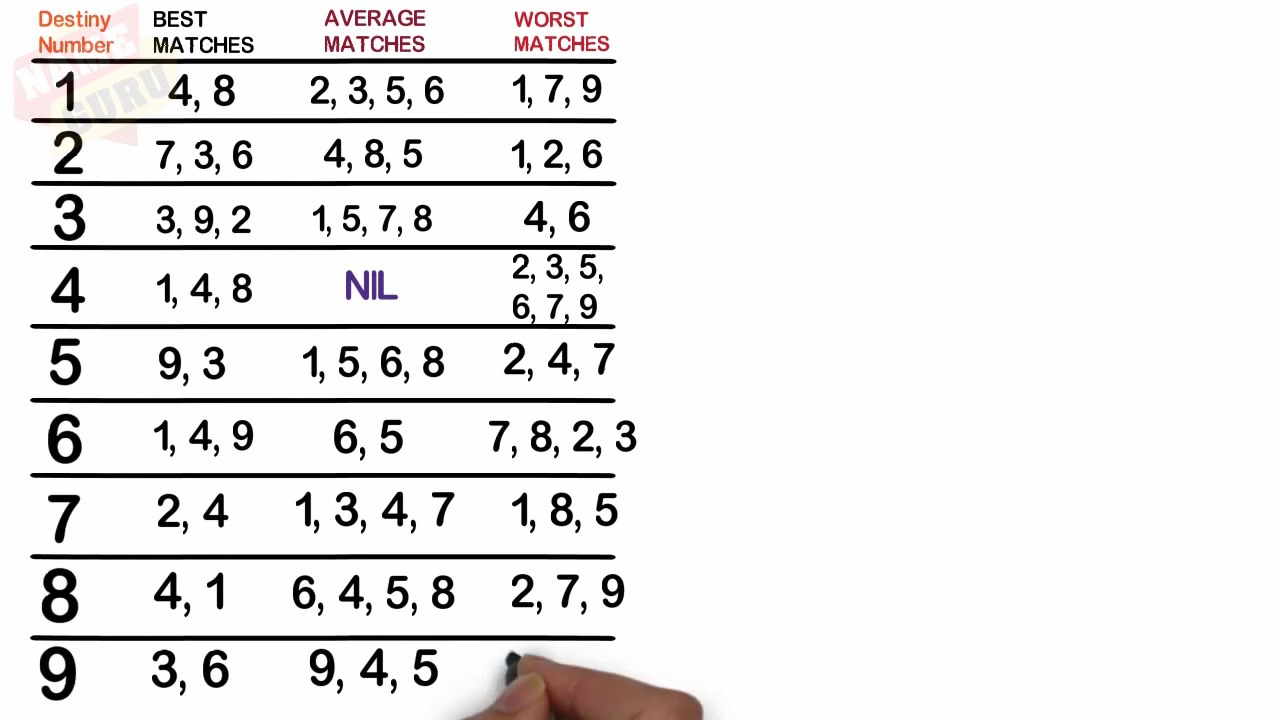 Destiny Number BEST MATCHES AVERAGE MATCHES WORST MATCHES
1 4, 8 2, 3, 5, 6 1, 7, 9
2 7, 3, 6 4, 8, 5 1, 2, 6
3 3, 9, 2 1, 5, 7, 8 4, 6
4 1, 4, 8 NIL 2, 3, 5, 6, 7, 9
5 9, 3 1, 5, 6, 8 2, 4, 7
6 1, 4, 9 6, 5 7, 8, 2, 3
7 2, 4 1, 3, 4, 7 1, 8, 5
8 4, 1 6, 4, 5, 8 2, 7, 9
9 3, 6 9, 4, 5
NAME
GURU